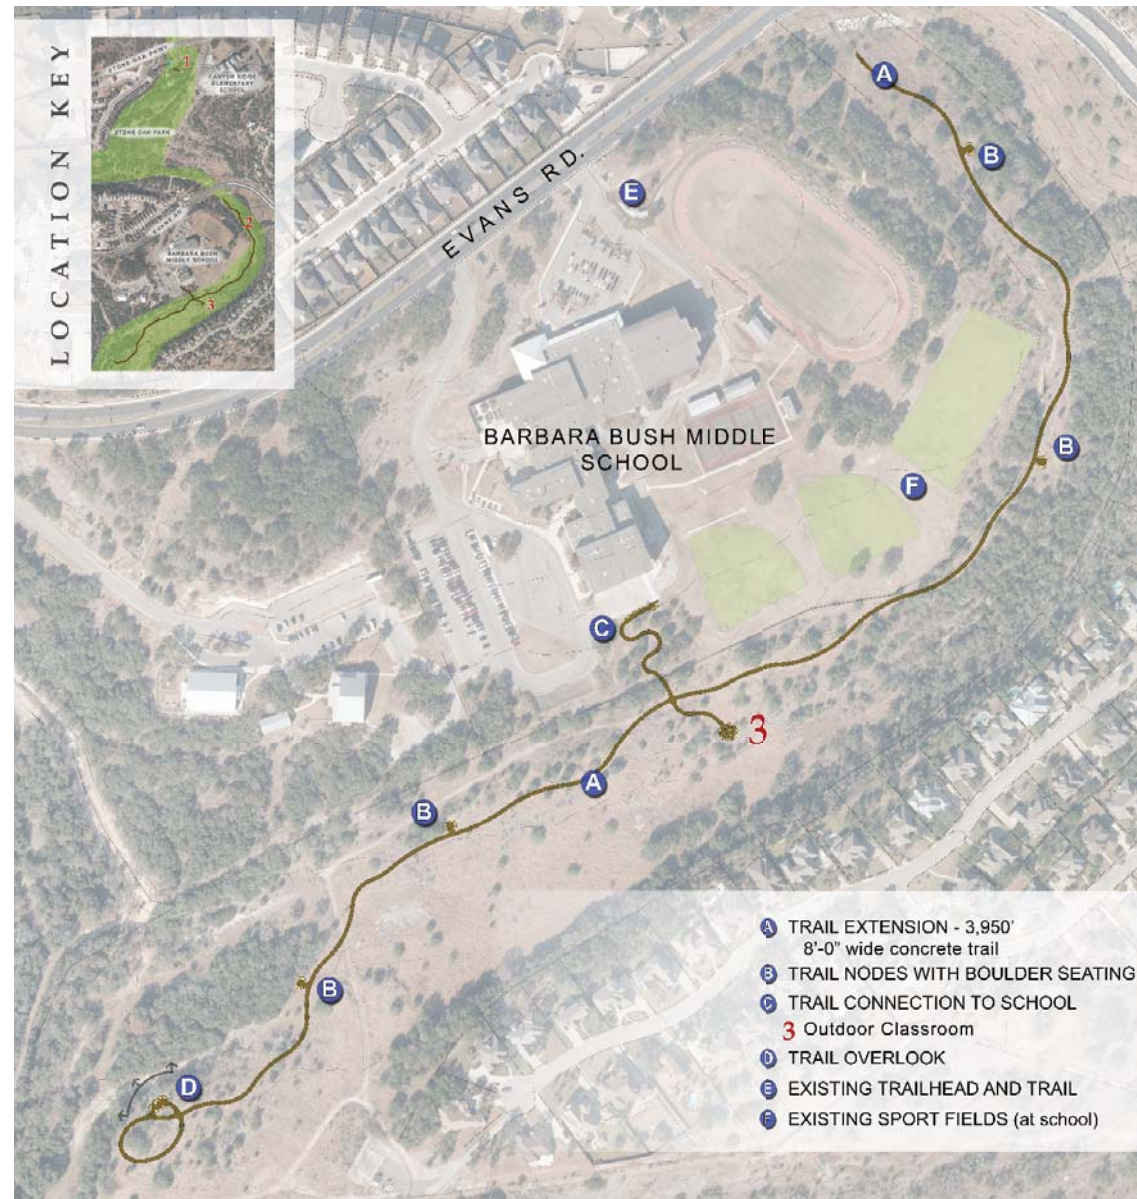 LOCATION KEY
STONE OAK PKWY
1
CANYON RIDGE
ELEMENTARY
SCHOOL
STONE OAK PARK
2
EVANS RD
BARBARA BUSH
MIDDLE SCHOOL
3
A
B
E
EVANS RD.
BARBARA BUSH MIDDLE
SCHOOL
B
F
C
3
A
B
B
D
A TRAIL EXTENSION - 3,950'
8'-0" wide concrete trail
B TRAIL NODES WITH BOULDER SEATING
C TRAIL CONNECTION TO SCHOOL
3 Outdoor Classroom
D TRAIL OVERLOOK
E EXISTING TRAILHEAD AND TRAIL
F EXISTING SPORT FIELDS (at school)